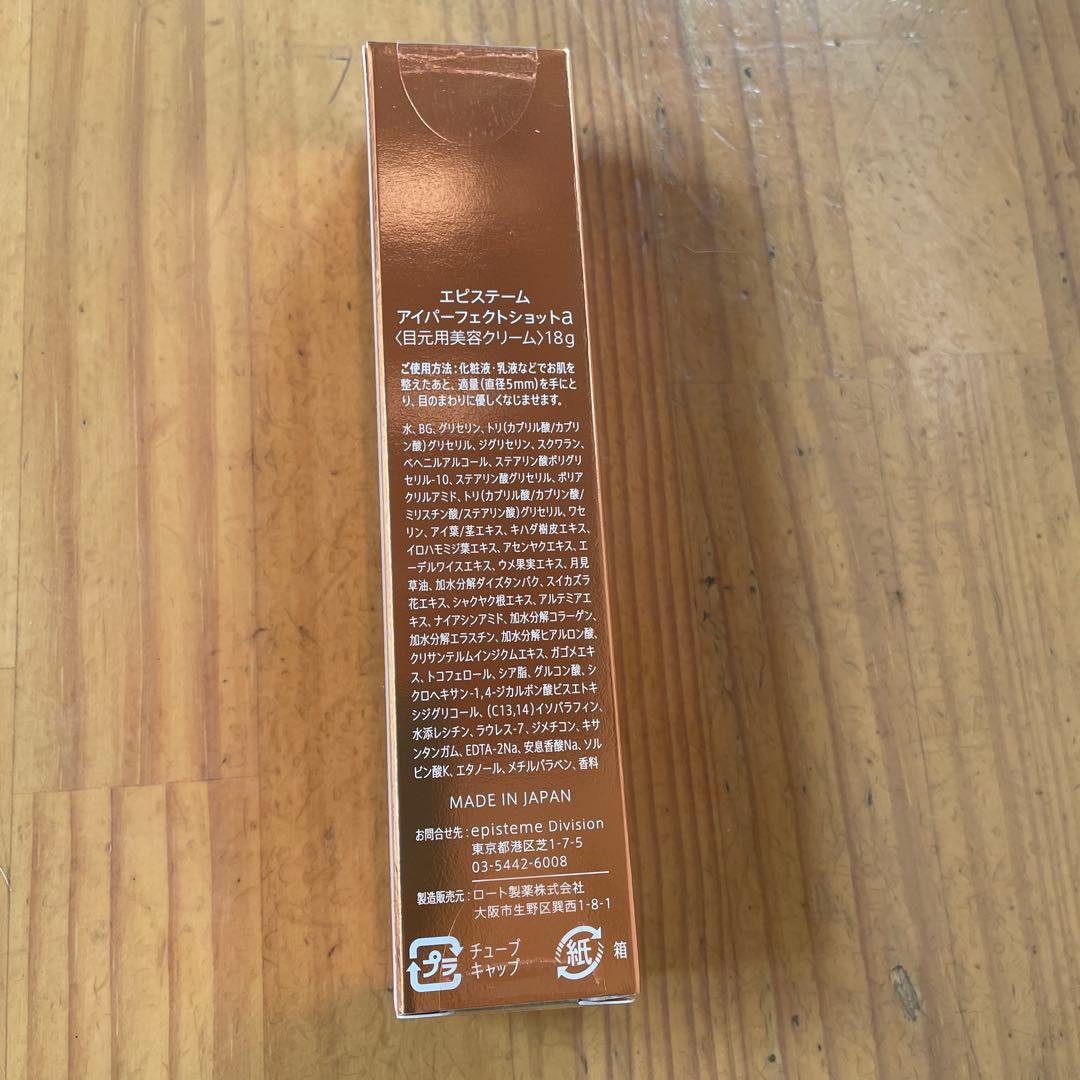 エピステーム
アイパーフェクトショットa
〈目元用美容クリーム〉18g
ご使用方法：化粧液・乳液などでお肌を
整えたあと、適量（直径5mm）を手にと
り、目のまわりに優しくなじませます。
水、BG、グリセリン、トリ（カプリル酸/カプリ
ン酸）グリセリル、ジグリセリン、スクワラン、
ベヘニルアルコール、ステアリン酸ポリグリ
セリル-10、ステアリン酸グリセリル、ポリア
クリルアミド、トリ（カプリル酸/カプリン酸/
ミリスチン酸/ステアリン酸）グリセリル、ワセ
リン、アイ葉/茎エキス、キハダ樹皮エキス、
イロハモミジ葉エキス、アセンヤクエキス、エ
ーデルワイスエキス、ウメ果実エキス、月見
草油、加水分解ダイズタンパク、スイカズラ
花エキス、シャクヤク根エキス、アルテミアエ
キス、ナイアシンアミド、加水分解コラーゲン、
加水分解エラスチン、加水分解ヒアルロン酸、
クリサンテルムインジクムエキス、ガゴメエキ
ス、トコフェロール、シア脂、グルコン酸、シ
クロヘキサン-1,4-ジカルボン酸ビスエトキ
シジグリコール、（C13,14）イソパラフィン、
水添レシチン、ラウレス-7、ジメチコン、キサ
ンタンガム、EDTA-2Na、安息香酸Na、ソル
ビン酸K、エタノール、メチルパラベン、香料
MADE IN JAPAN
お問合せ先：episteme Division
東京都港区芝1-7-5
03-5442-6008
製造販売元：ロート製薬株式会社
大阪市生野区巽西1-8-1
プラ チューブ
キャップ
紙 箱